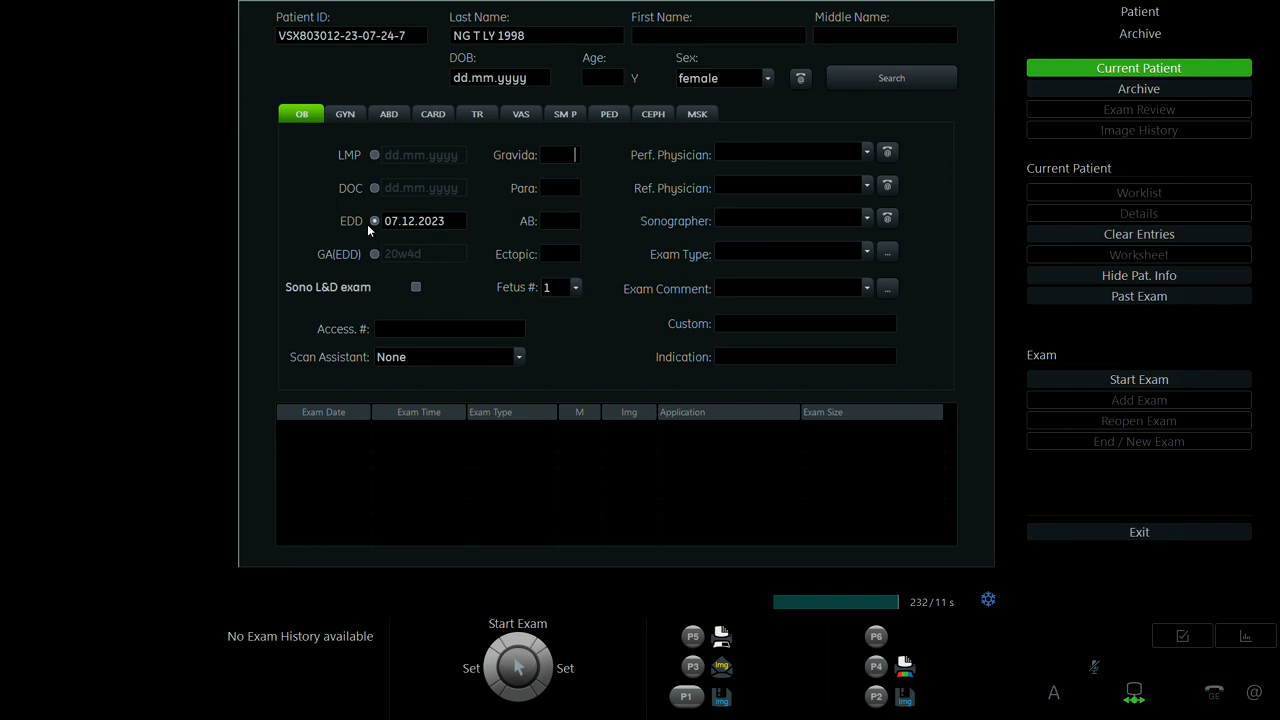 Patient ID:
Last Name:
First Name:
Middle Name:
VSX803012-23-07-24-7
NG T LY 1998
DOB:
Age:
Sex:
dd.mm.yyyy
Y
female
Search
OB
GYN
ABD
CARD
TR
VAS
SM P
PED
CEPH
MSK
LMP
dd.mm.yyyy
Gravida:
Perf. Physician:
DOC
dd.mm.yyyy
Para:
Ref. Physician:
EDD
07.12.2023
AB:
Sonographer:
GA(EDD)
20w4d
Ectopic:
Exam Type:
...
Sono L&D exam
Fetus #:
1
Exam Comment:
...
Access. #:
Custom:
Scan Assistant:
None
Indication:
Exam Date
Exam Time
Exam Type
M
Img
Application
Exam Size
Patient
Archive
Current Patient
Archive
Exam Review
Image History
Current Patient
Worklist
Details
Clear Entries
Worksheet
Hide Pat. Info
Past Exam
Exam
Start Exam
Add Exam
Reopen Exam
End / New Exam
Exit
232/11 s
No Exam History available
Start Exam
Set
Set
P5
P3
Img
P1
Img
P6
P4
P2
Img
A
GE
@